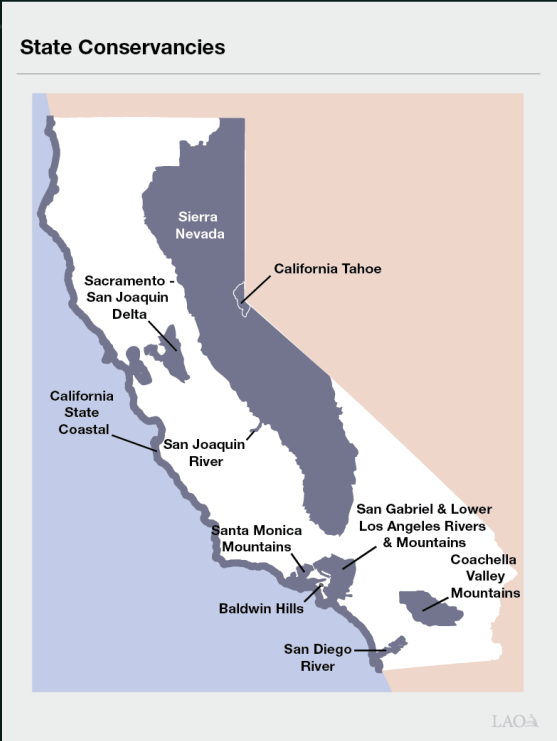 State Conservancies
Sierra
Nevada
California Tahoe
Sacramento -
San Joaquin
Delta
California
State
Coastal
San Joaquin
River
San Gabriel & Lower
Los Angeles Rivers
& Mountains
Santa Monica
Mountains
Coachella
Valley
Mountains
Baldwin Hills
San Diego
River
LAO